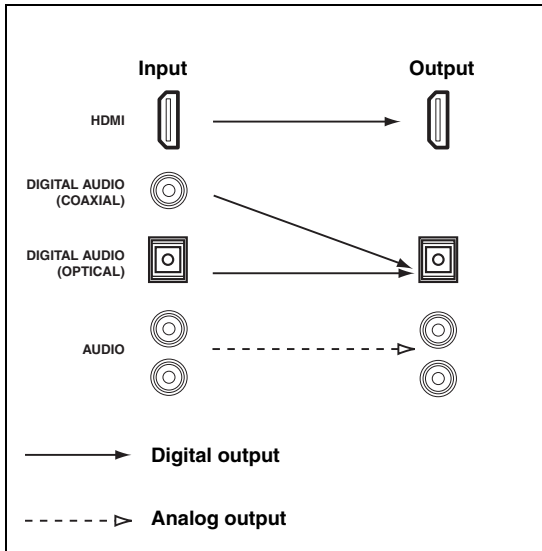 Input Output
HDMI
DIGITAL AUDIO
(COAXIAL)
DIGITAL AUDIO
(OPTICAL)
AUDIO
Digital output
Analog output